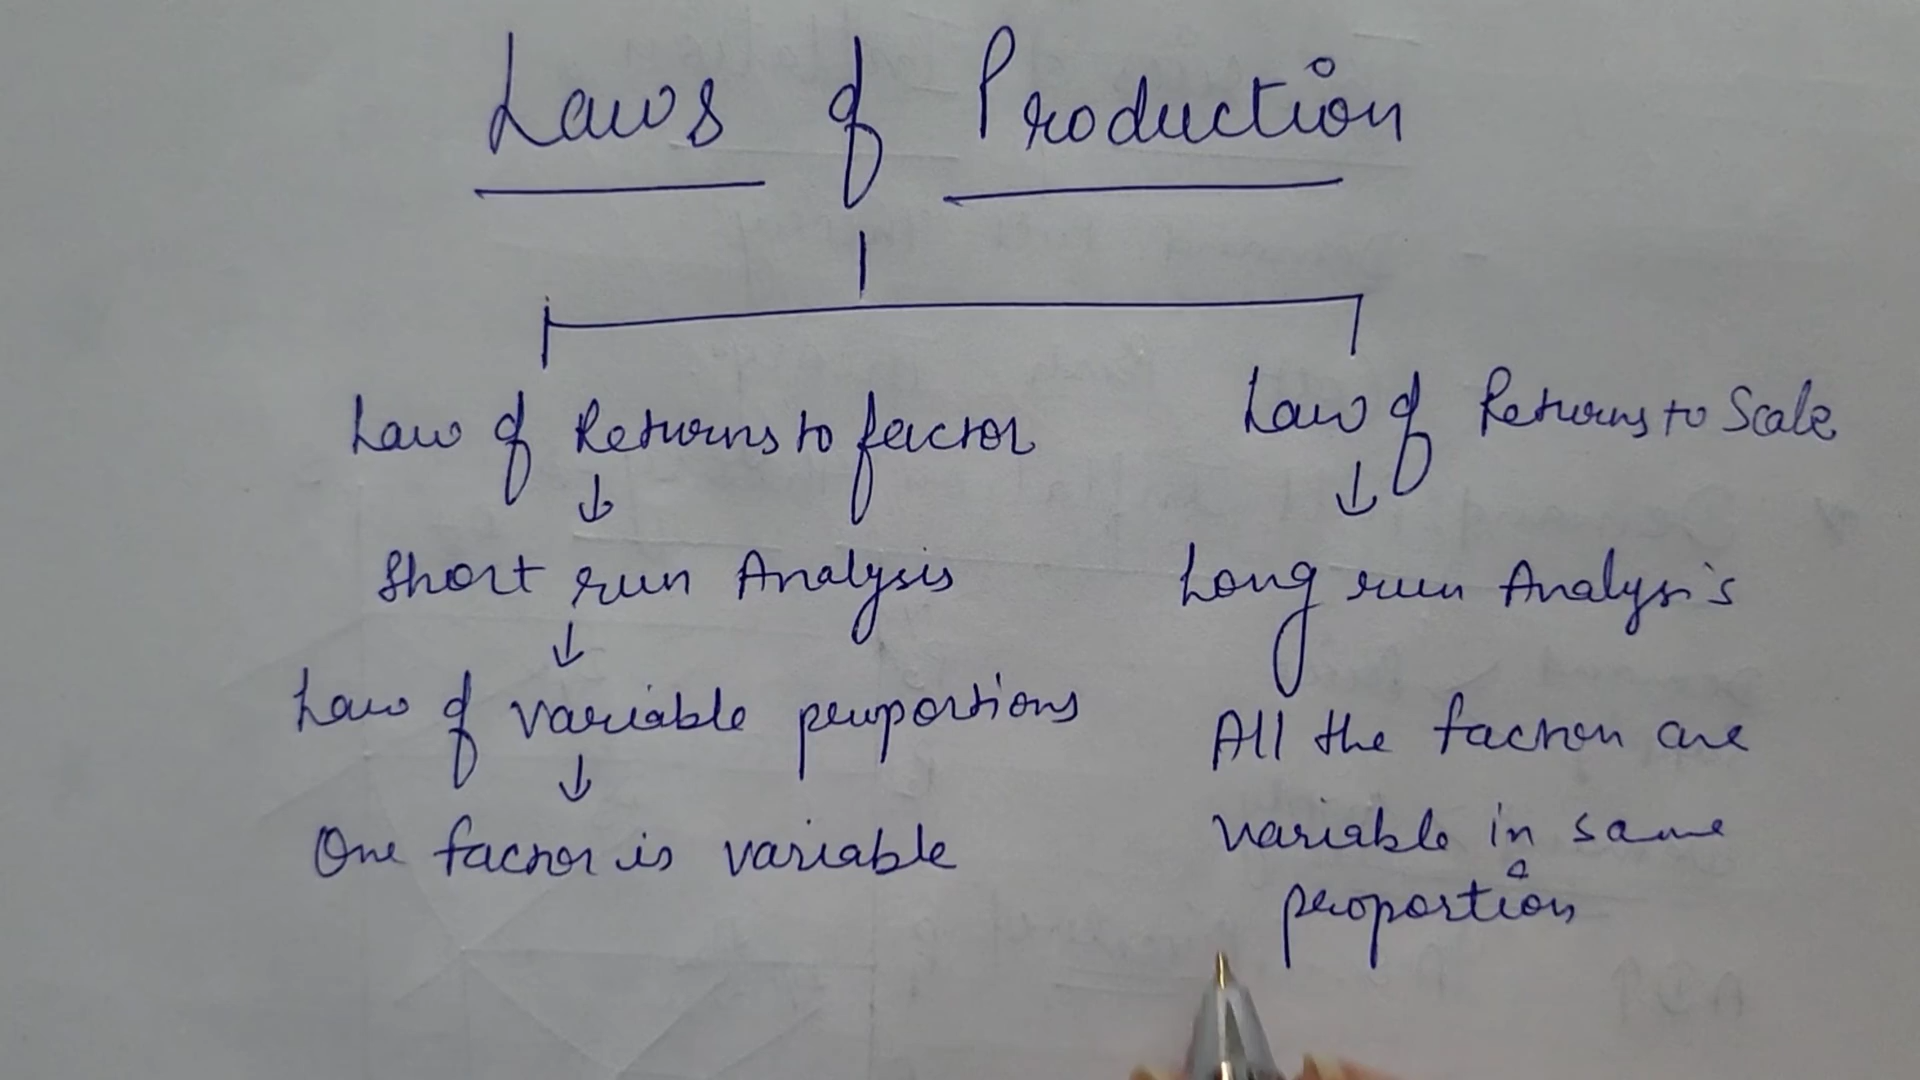 Laws of Production
Law of Returns to factor
↓
Short run Analysis
↓
Law of variable proportions
↓
One factor is variable
Law of Returns to Scale
↓
Long run Analysis
All the factors are
variable in same
proportion